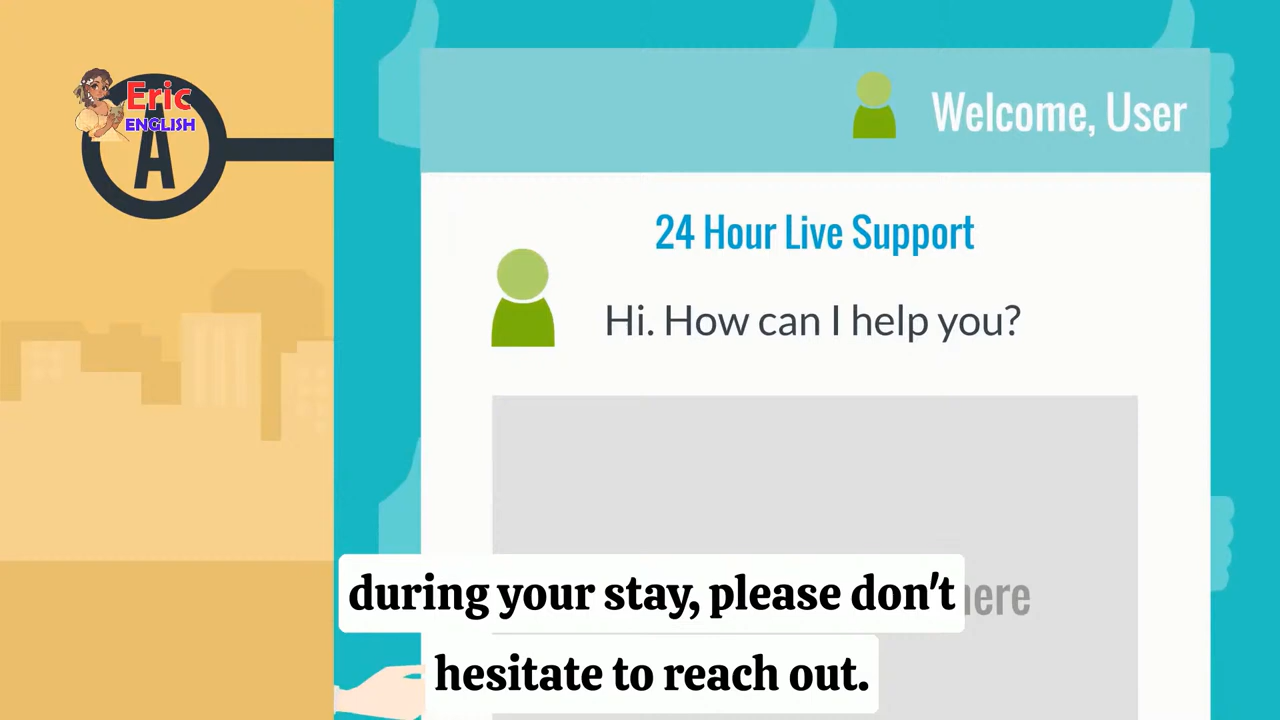 Eric
ENGLISH
A
Welcome, User
24 Hour Live Support
Hi. How can I help you?
during your stay, please don't
hesitate to reach out.